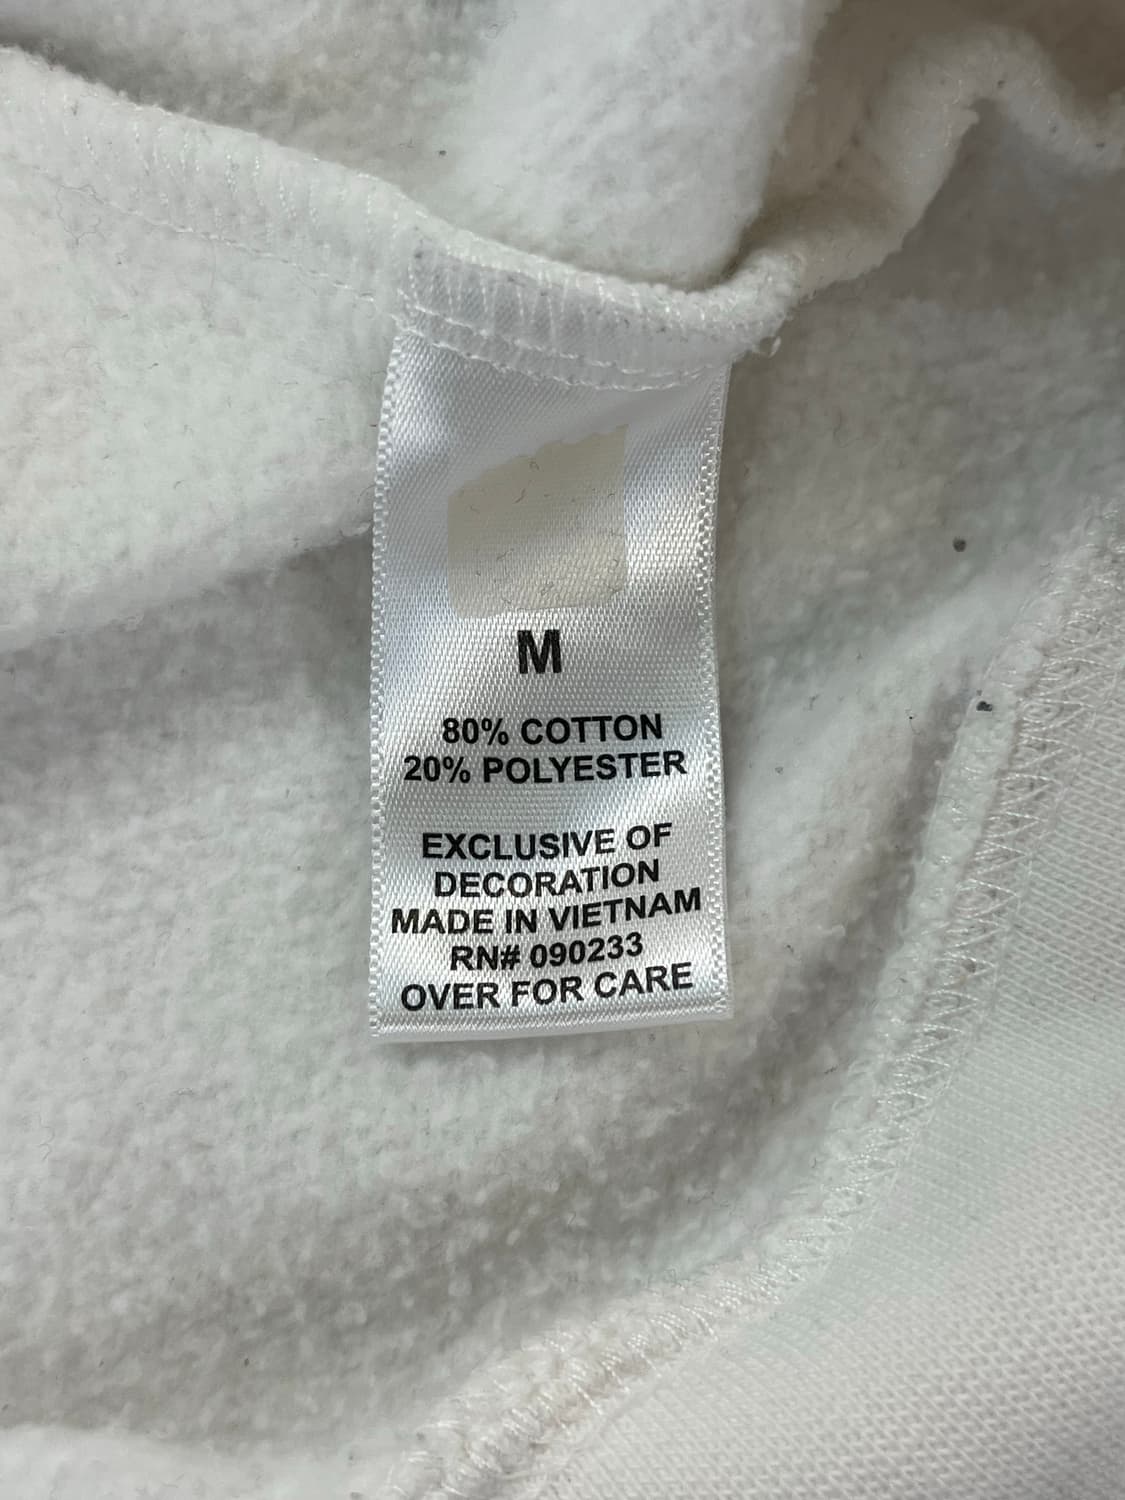 M
80% COTTON
20% POLYESTER
EXCLUSIVE OF
DECORATION
MADE IN VIETNAM
RN# 090233
OVER FOR CARE